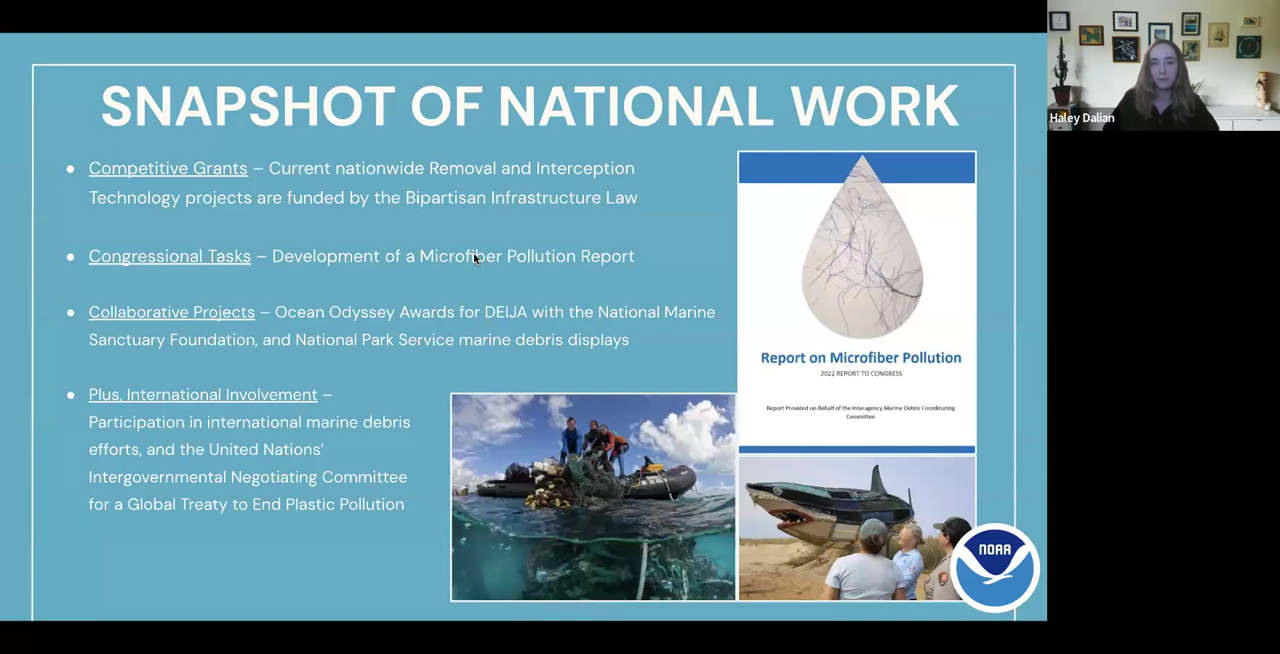 Haley Dalian
SNAPSHOT OF NATIONAL WORK
● Competitive Grants – Current nationwide Removal and Interception
Technology projects are funded by the Bipartisan Infrastructure Law
● Congressional Tasks – Development of a Microfiber Pollution Report
● Collaborative Projects – Ocean Odyssey Awards for DEIJA with the National Marine
Sanctuary Foundation, and National Park Service marine debris displays
● Plus, International Involvement –
Participation in international marine debris
efforts, and the United Nations’
Intergovernmental Negotiating Committee
for a Global Treaty to End Plastic Pollution
Report on Microfiber Pollution
2022 REPORT TO CONGRESS
Report Provided on Behalf of the Interagency Marine Debris Coordinating
Committee
NOAA